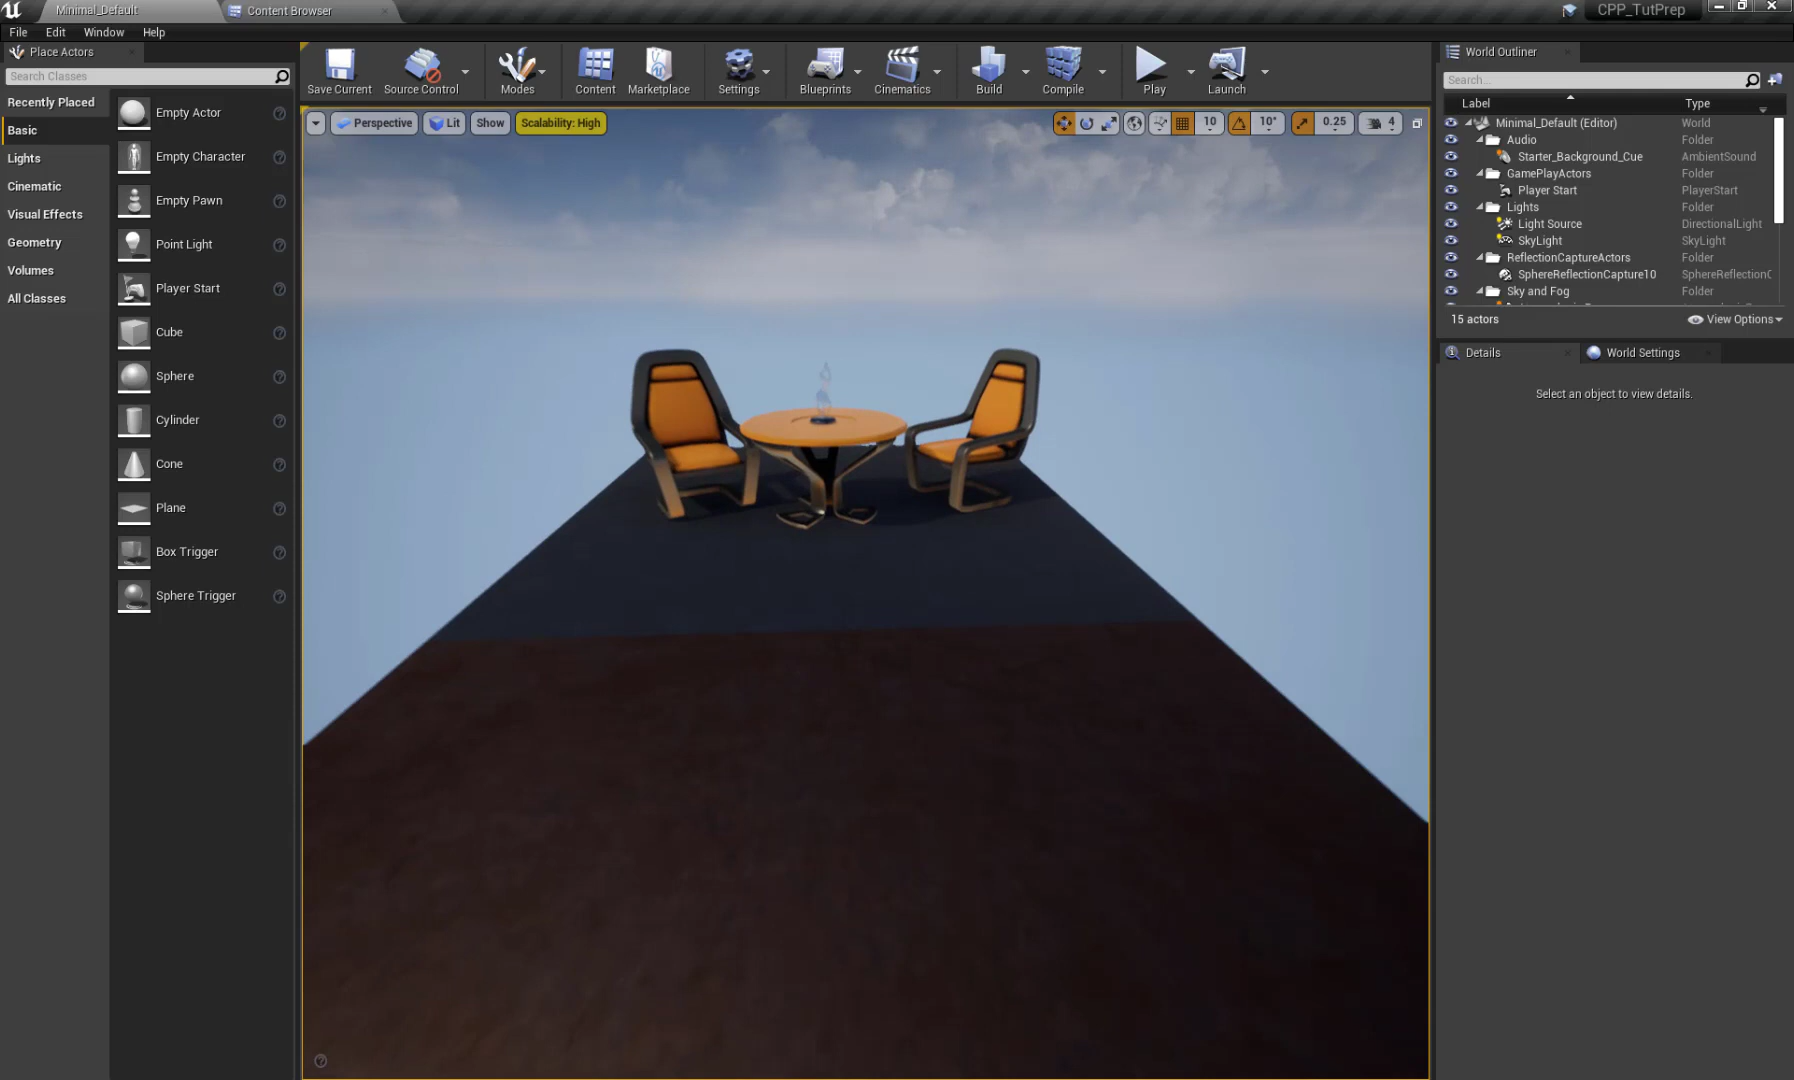 Minimal_Default
Content Browser
CPP_TutPrep
File Edit Window Help
Place Actors
Search Classes
Recently Placed
Basic
Lights
Cinematic
Visual Effects
Geometry
Volumes
All Classes
Empty Actor
Empty Character
Empty Pawn
Point Light
Player Start
Cube
Sphere
Cylinder
Cone
Plane
Box Trigger
Sphere Trigger
Save Current
Source Control
Modes
Content
Marketplace
Settings
Blueprints
Cinematics
Build
Compile
Play
Launch
Perspective
Lit
Show
Scalability: High
10
10°
0.25
4
World Outliner
Search...
Label Type
Minimal_Default (Editor) World
Audio Folder
Starter_Background_Cue AmbientSound
GamePlayActors Folder
Player Start PlayerStart
Lights Folder
Light Source DirectionalLight
SkyLight SkyLight
ReflectionCaptureActors Folder
SphereReflectionCapture10 SphereReflectionC
Sky and Fog Folder
15 actors
View Options
Details
World Settings
Select an object to view details.